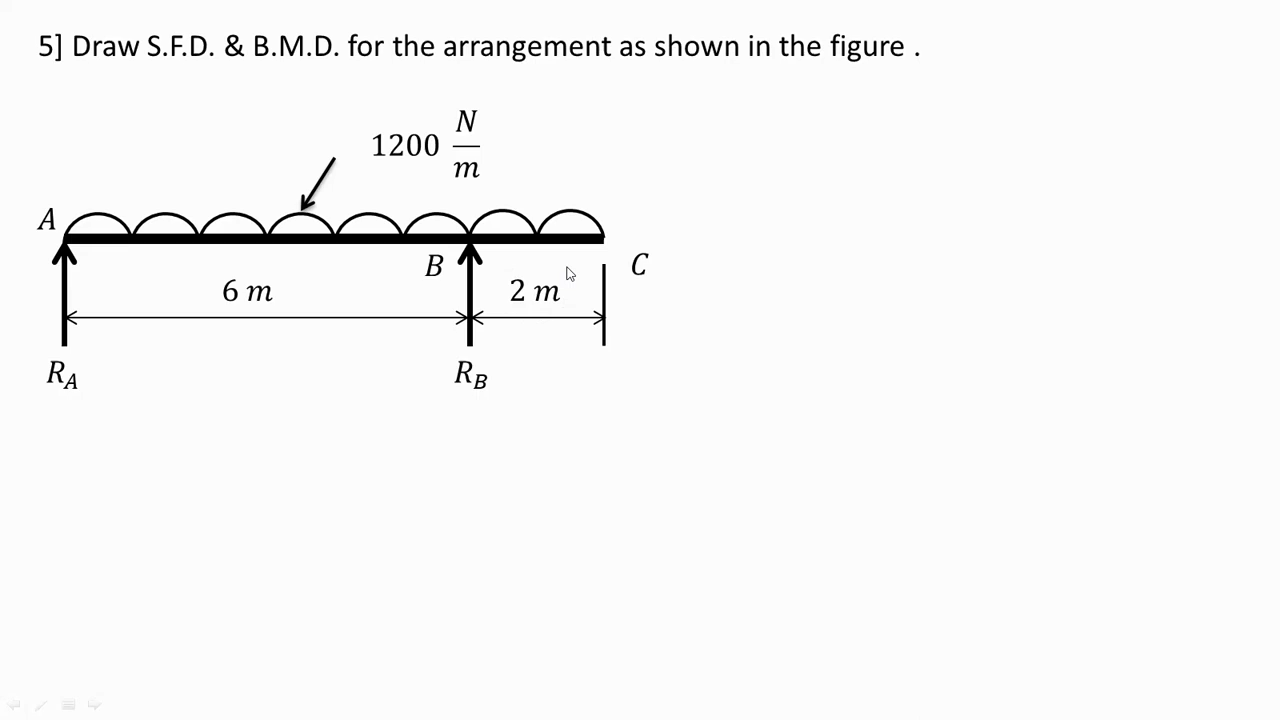 5] Draw S.F.D. & B.M.D. for the arrangement as shown in the figure .
1200 N/m
A
B
C
6 m
2 m
R_A
R_B